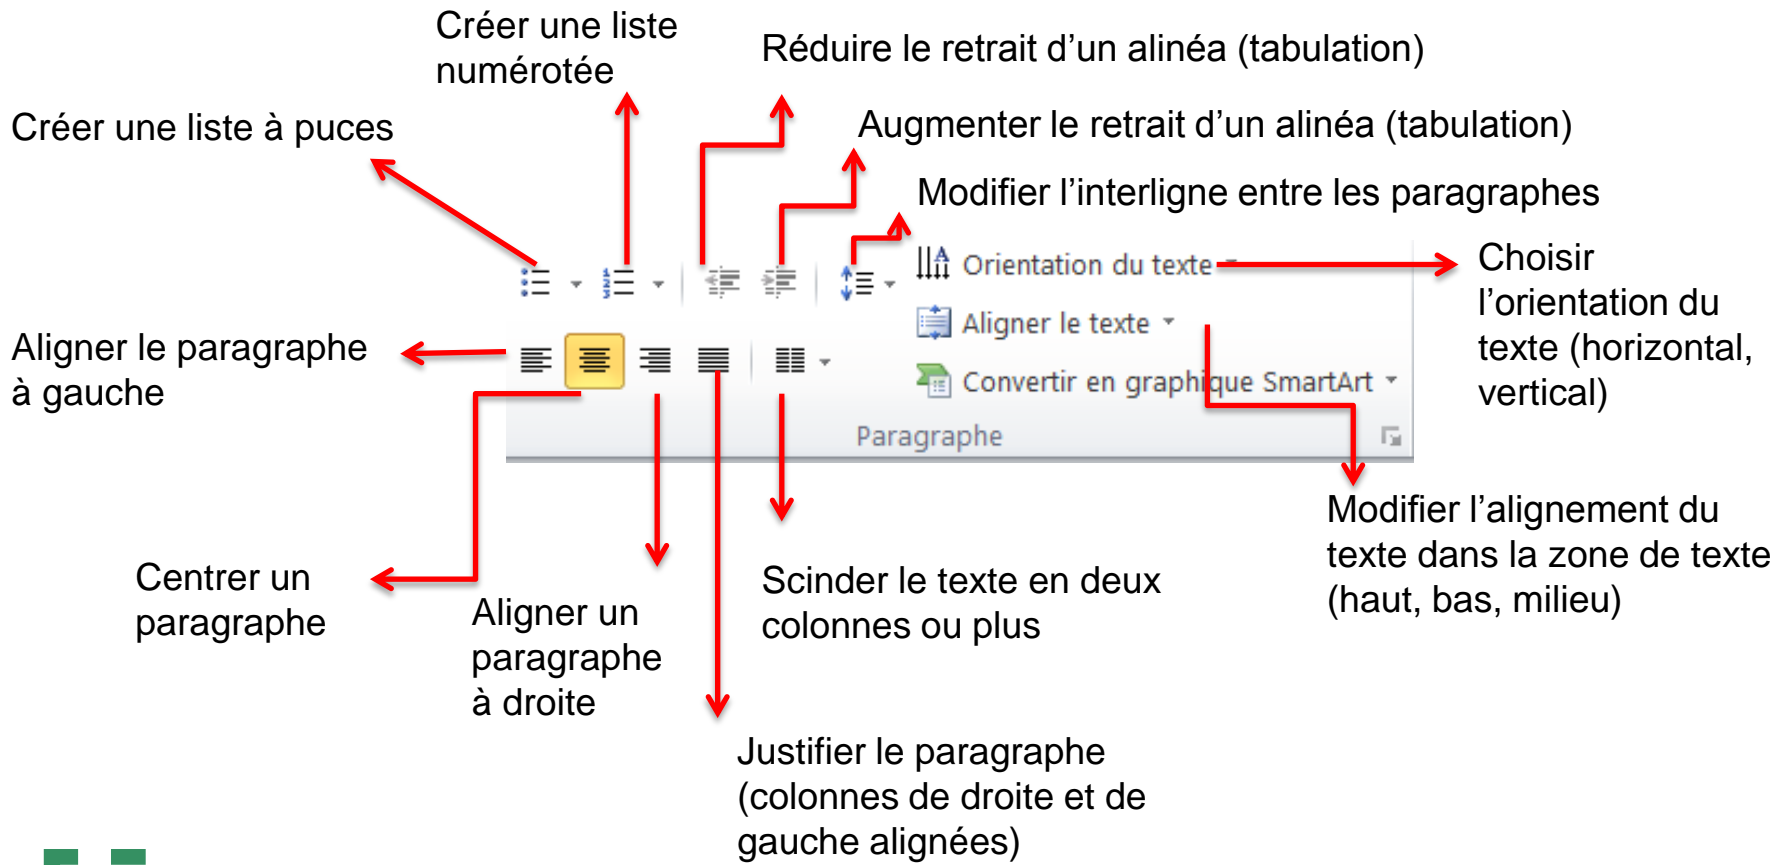 Créer une liste
numérotée
Réduire le retrait d’un alinéa (tabulation)
Créer une liste à puces
Augmenter le retrait d’un alinéa (tabulation)
Modifier l’interligne entre les paragraphes
Orientation du texte
Choisir
l’orientation du
texte (horizontal,
vertical)
Aligner le texte
Aligner le paragraphe
à gauche
Convertir en graphique SmartArt
Paragraphe
Modifier l’alignement du
texte dans la zone de texte
(haut, bas, milieu)
Centrer un
paragraphe
Aligner un
paragraphe
à droite
Scinder le texte en deux
colonnes ou plus
Justifier le paragraphe
(colonnes de droite et de
gauche alignées)